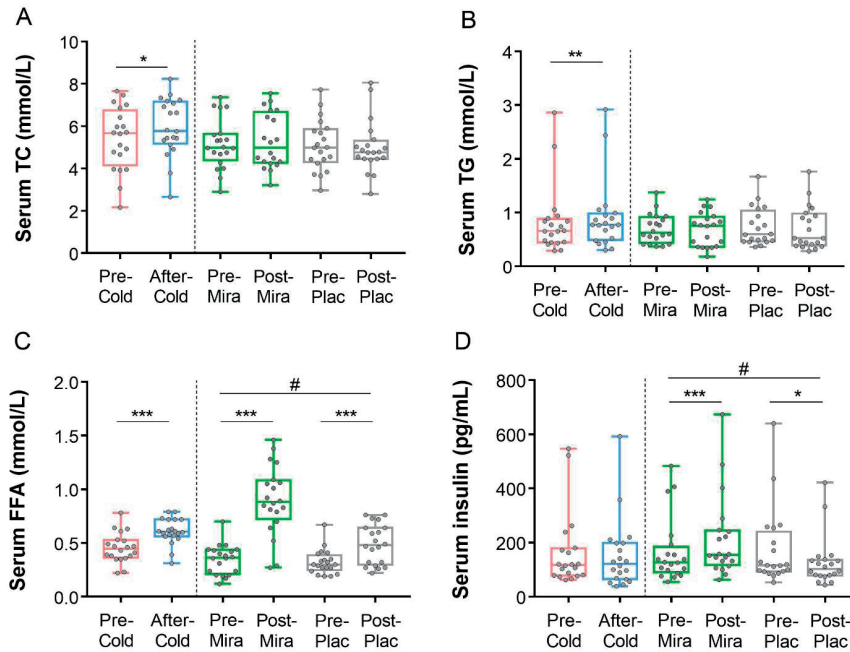 A
Serum TC (mmol/L)
10
8
6
4
2
0
*
Pre-Cold
After-Cold
Pre-Mira
Post-Mira
Pre-Plac
Post-Plac
B
Serum TG (mmol/L)
4
3
2
1
0
**
Pre-Cold
After-Cold
Pre-Mira
Post-Mira
Pre-Plac
Post-Plac
C
Serum FFA (mmol/L)
2.0
1.5
1.0
0.5
0.0
#
***
***
***
Pre-Cold
After-Cold
Pre-Mira
Post-Mira
Pre-Plac
Post-Plac
D
Serum insulin (pg/mL)
800
600
400
200
0
#
***
*
Pre-Cold
After-Cold
Pre-Mira
Post-Mira
Pre-Plac
Post-Plac